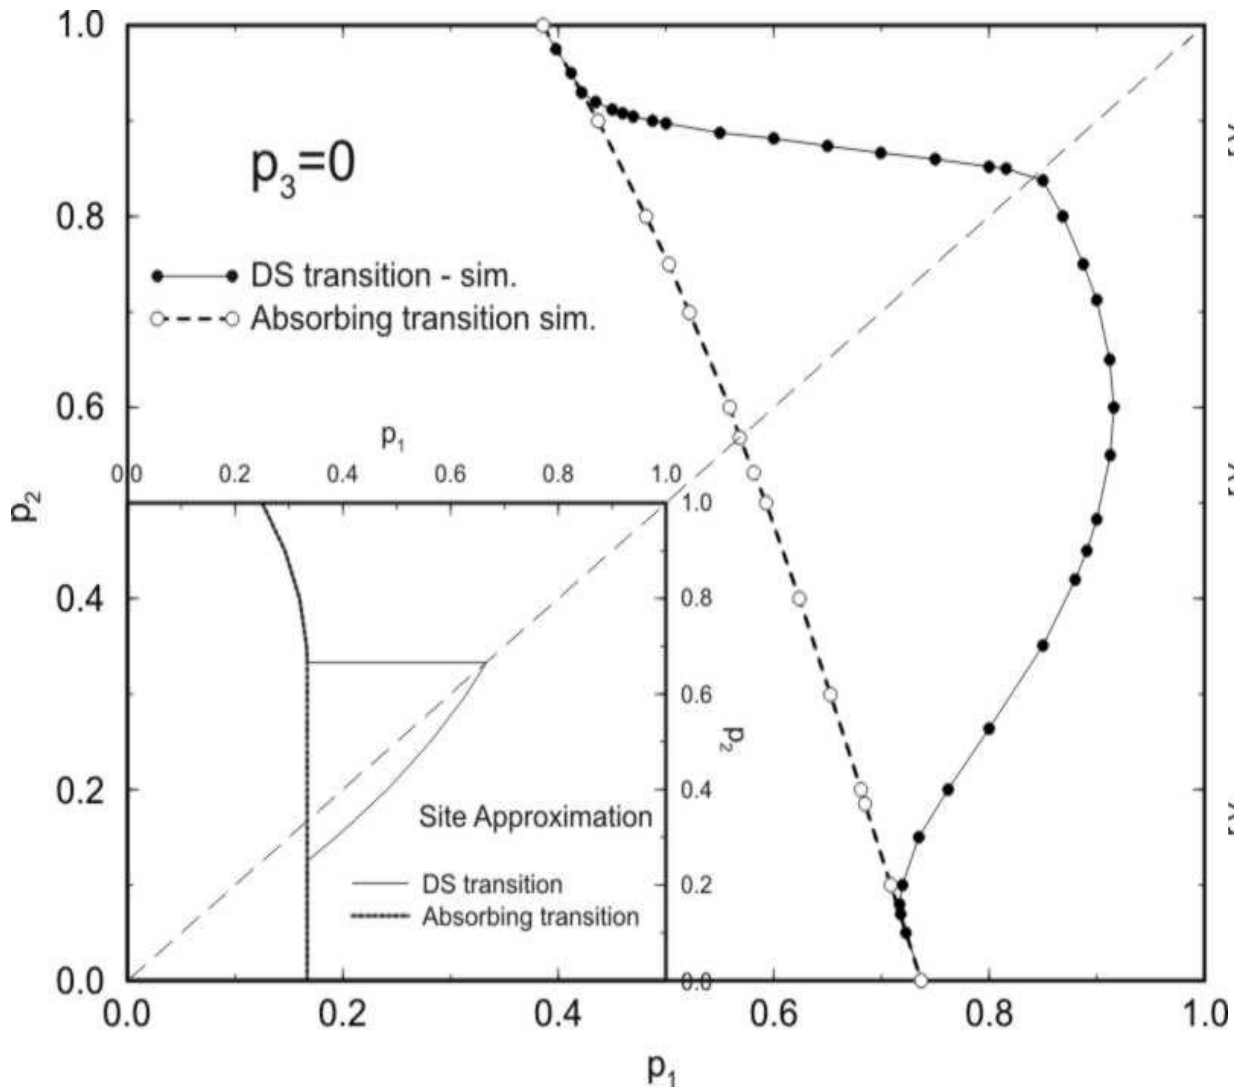 1.0
p3=0
0.8
DS transition - sim.
Absorbing transition sim.
0.6
p1
0.0 0.2 0.4 0.6 1.0
p2
1.0
0.4
0.8
0.6
p2
0.2
0.4
Site Approximation
DS transition
0.2
Absorbing transition
0.0
0.0
0.0 0.2 0.4 0.6 0.8 1.0
p1